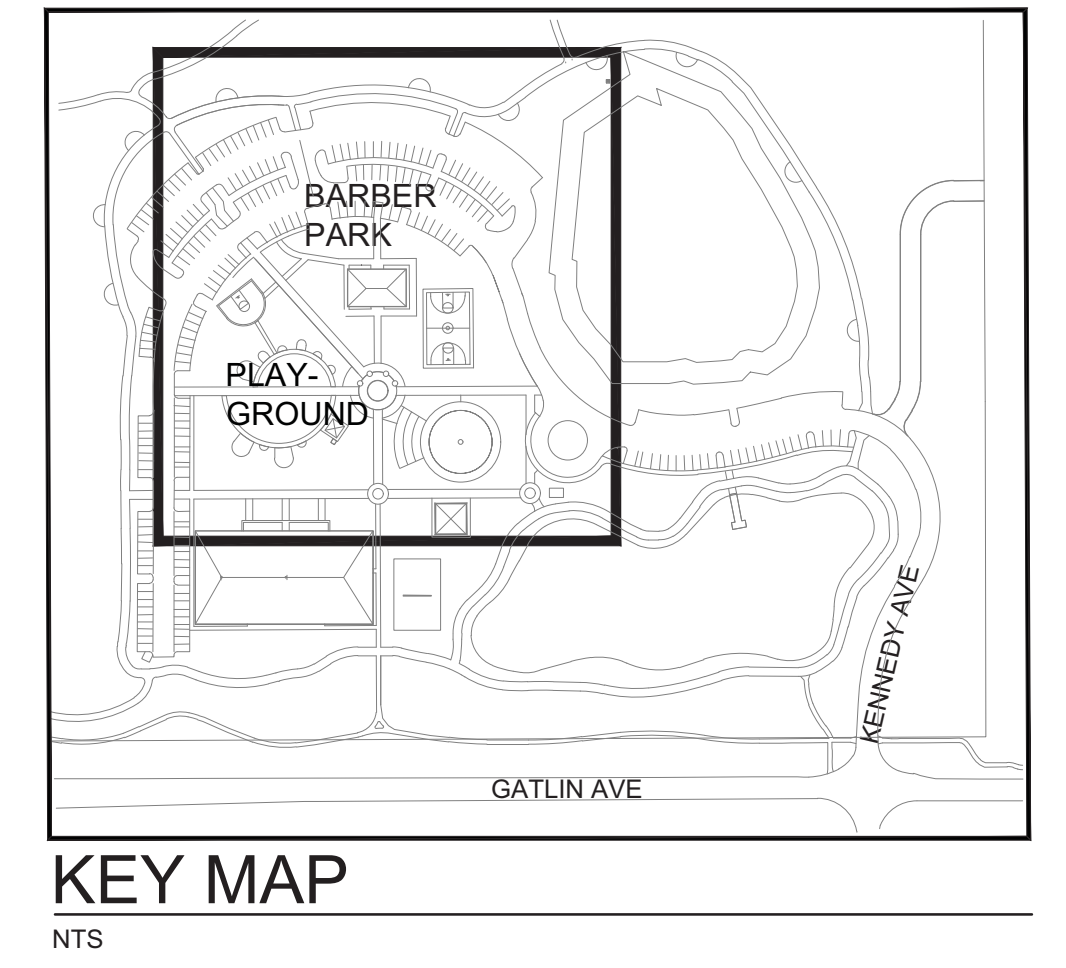 BARBER
PARK
PLAY-
GROUND
KENNEDY AVE
GATLIN AVE
KEY MAP
NTS